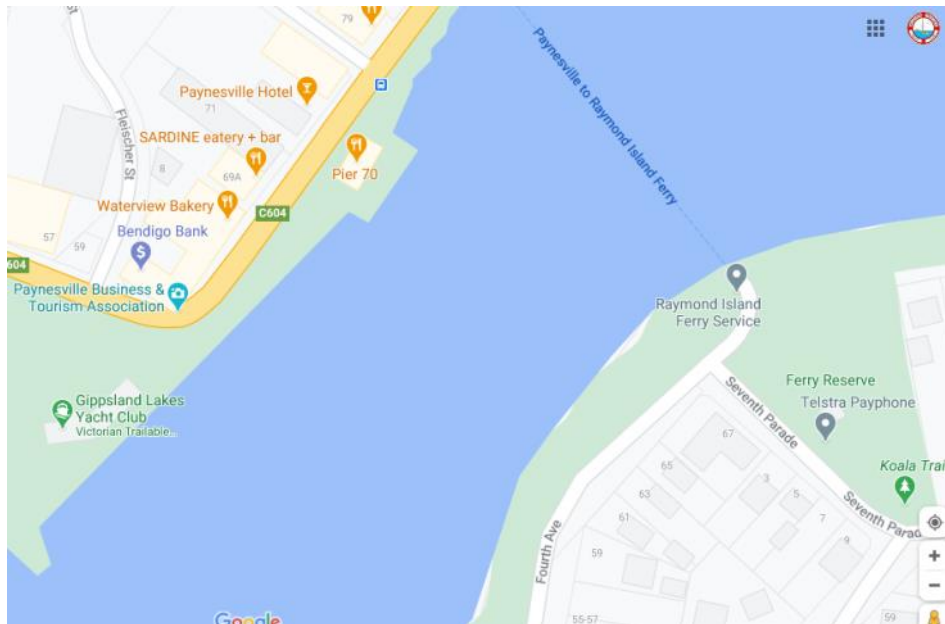 79
Paynesville Hotel
71
SARDINE eatery + bar
Fleischer St
8
69A
Pier 70
Waterview Bakery
C604
57
59
Bendigo Bank
604
Paynesville Business &
Tourism Association
Gippsland Lakes
Yacht Club
Victorian Trailable...
St
Paynesville to Raymond Island Ferry
Raymond Island
Ferry Service
Ferry Reserve
Telstra Payphone
Koala Trai
Seventh Parade
Seventh Parad
67
65
63
61
59
55-57
3
5
7
9
59
Fourth Ave
Google
+
−